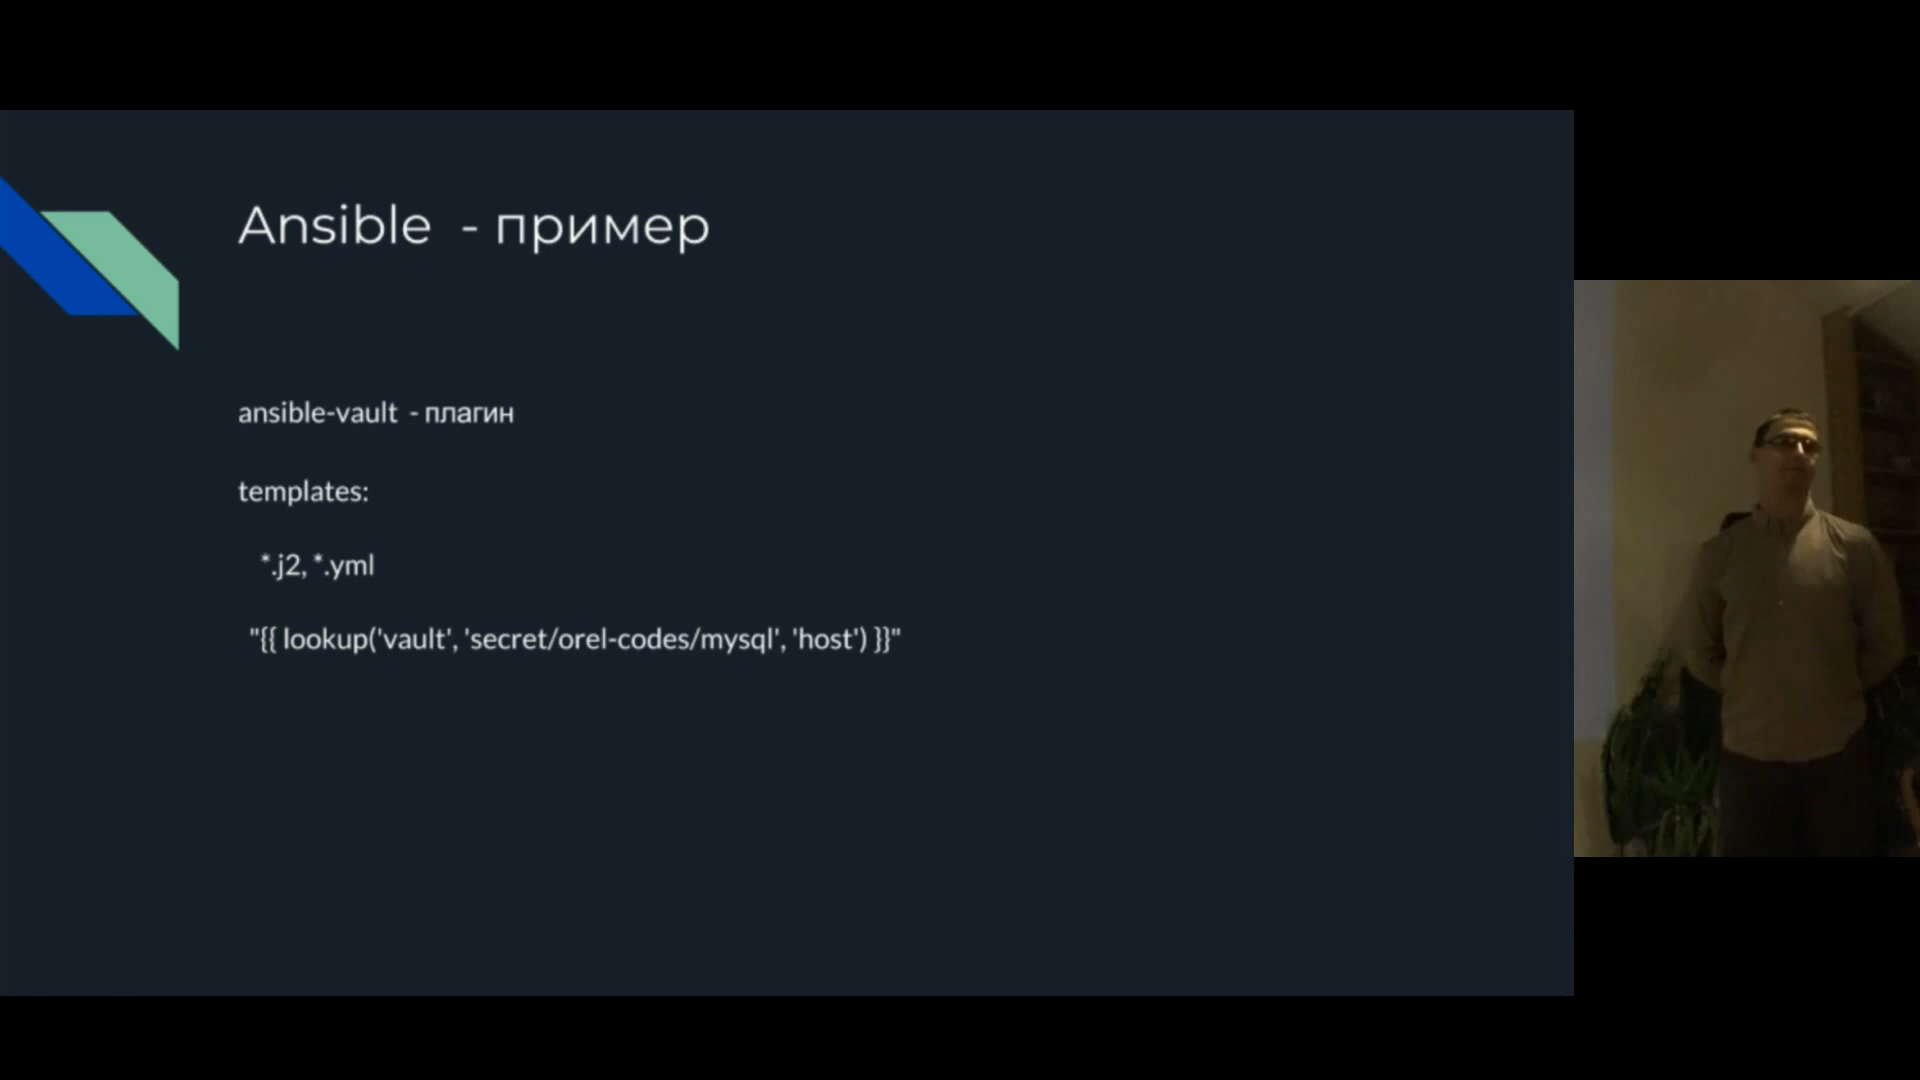 Ansible - пример
ansible-vault - плагин
templates:
*.j2, *.yml
"{{ lookup('vault', 'secret/orel-codes/mysql', 'host') }}"